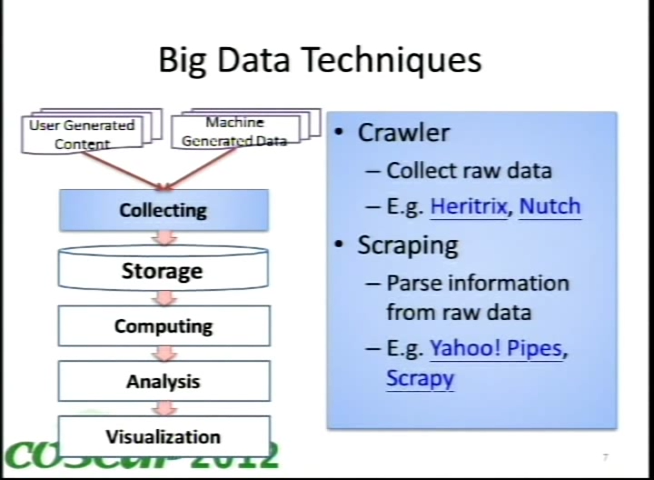 Big Data Techniques
User Generated
Content
Machine
Generated Data
Collecting
Storage
Computing
Analysis
Visualization
• Crawler
– Collect raw data
– E.g. Heritrix, Nutch
• Scraping
– Parse information
from raw data
– E.g. Yahoo! Pipes,
Scrapy
2012
7